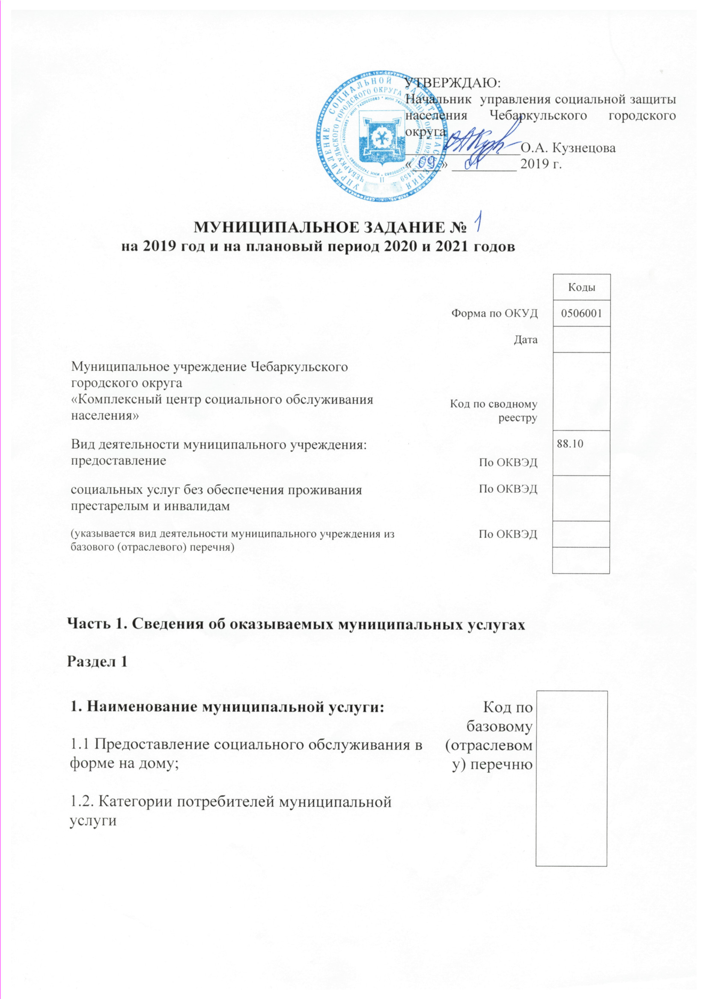 УТВЕРЖДАЮ:
Начальник управления социальной защиты
населения Чебаркульского городского
округа
О.А. Кузнецова
« 09 » 01 2019 г.
УПРАВЛЕНИЕ СОЦИАЛЬНОЙ ЗАЩИТЫ НАСЕЛЕНИЯ
ЧЕБАРКУЛЬСКОГО ГОРОДСКОГО ОКРУГА
ИНН 7420000863
МУНИЦИПАЛЬНОЕ ЗАДАНИЕ № 1
на 2019 год и на плановый период 2020 и 2021 годов
Коды
Форма по ОКУД 0506001
Дата
Муниципальное учреждение Чебаркульского
городского округа
«Комплексный центр социального обслуживания
населения»
Код по сводному
реестру
Вид деятельности муниципального учреждения:
предоставление
По ОКВЭД
88.10
социальных услуг без обеспечения проживания
престарелым и инвалидам
По ОКВЭД
(указывается вид деятельности муниципального учреждения из
базового (отраслевого) перечня)
По ОКВЭД
Часть 1. Сведения об оказываемых муниципальных услугах
Раздел 1
1. Наименование муниципальной услуги:
1.1 Предоставление социального обслуживания в
форме на дому;
1.2. Категории потребителей муниципальной
услуги
Код по
базовому
(отраслевом
у) перечню